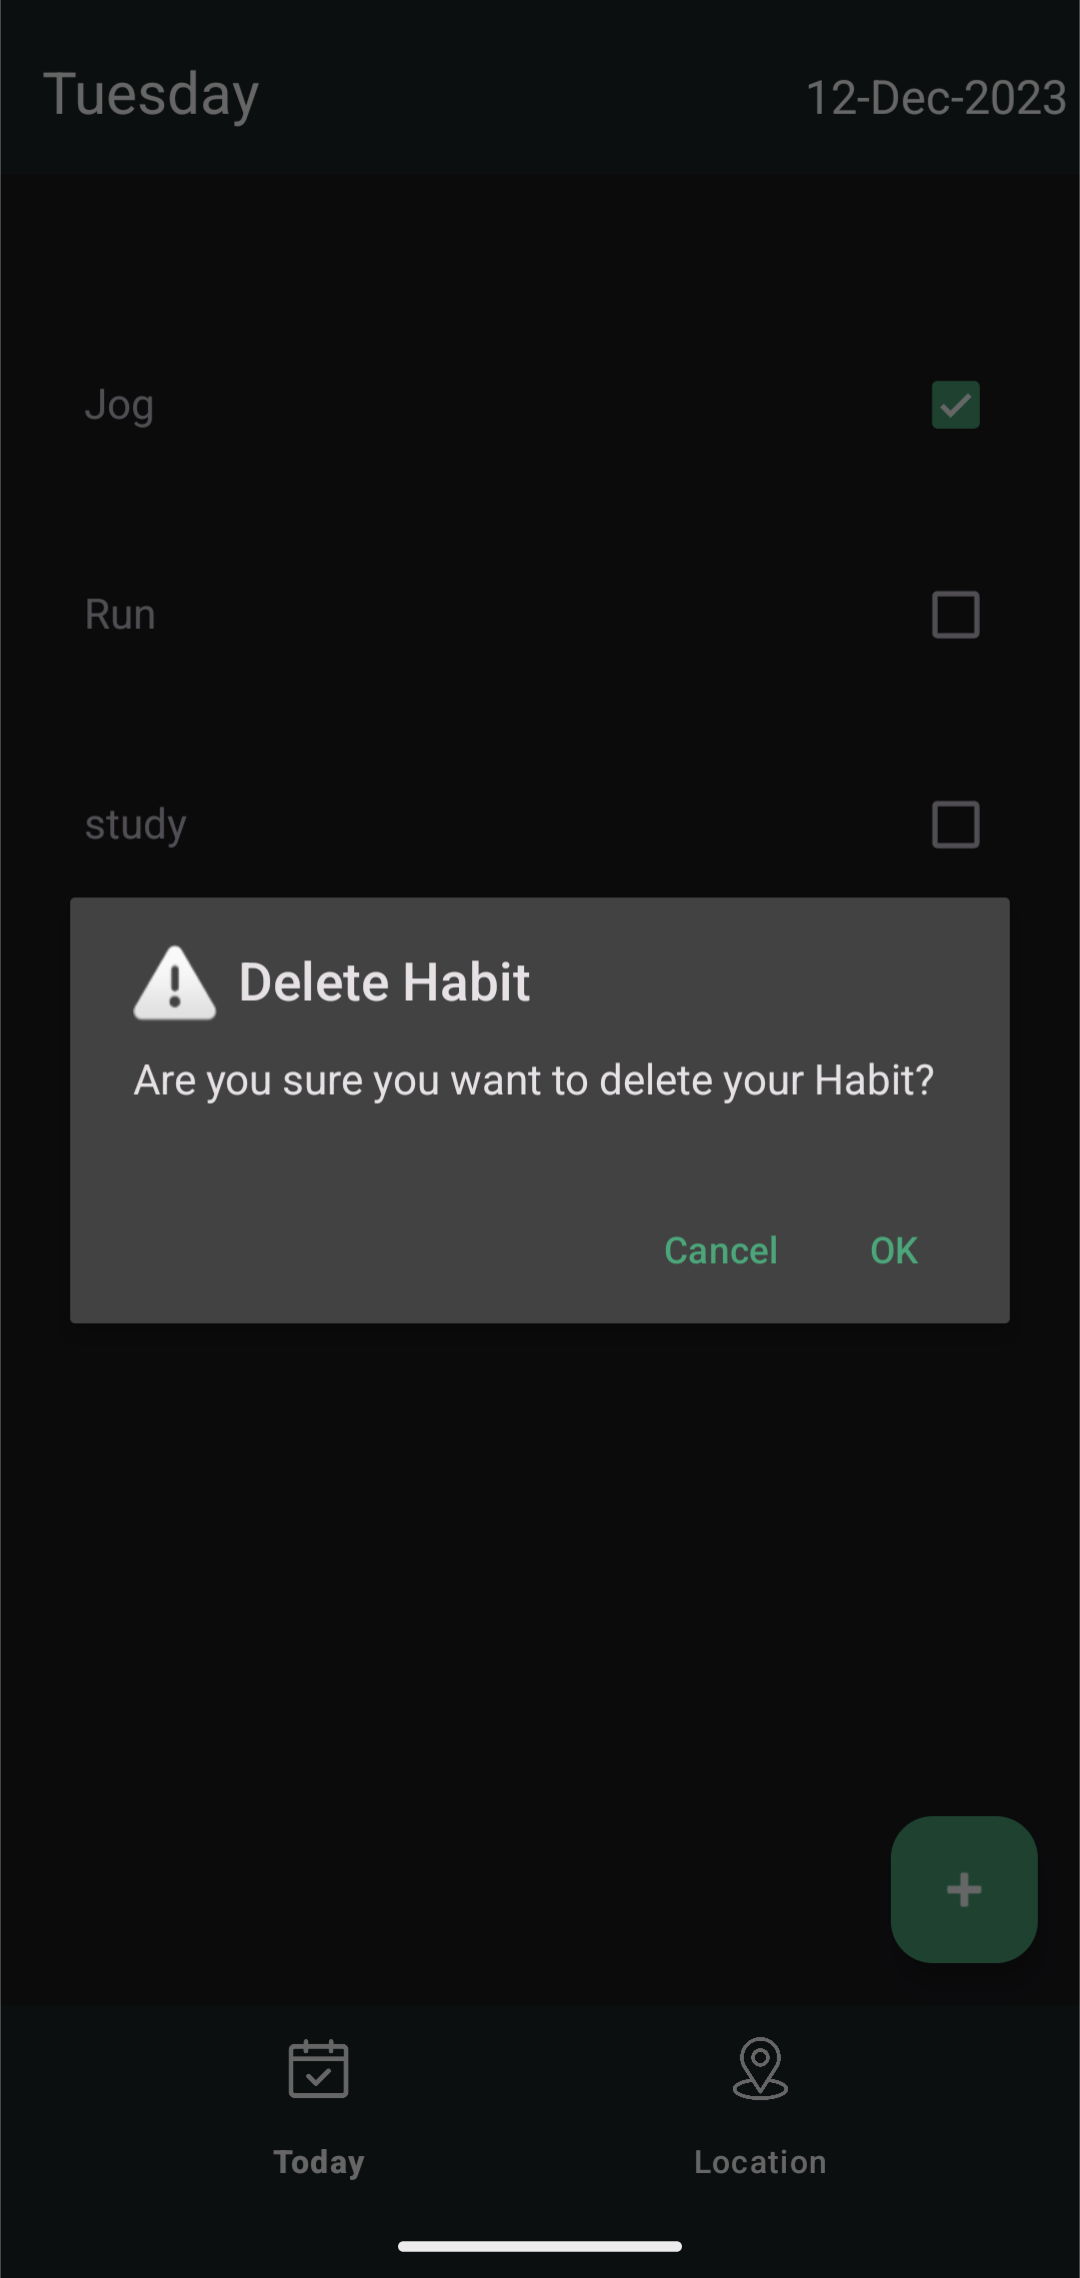 Tuesday
12-Dec-2023
Jog
Run
study
Delete Habit
Are you sure you want to delete your Habit?
Cancel
OK
Today
Location